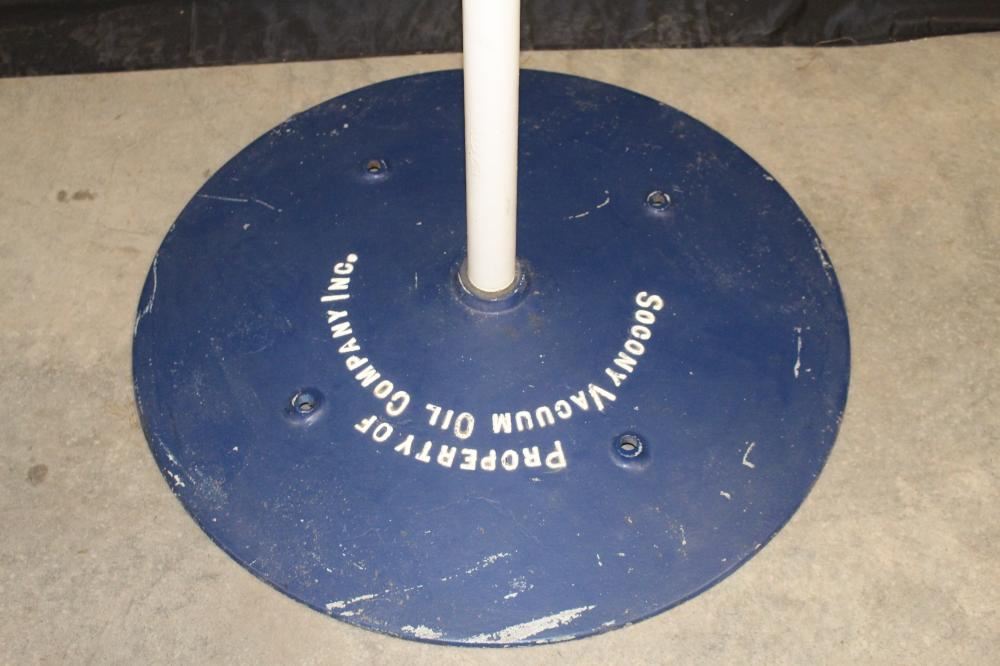 PROPERTY OF
SOCONY VACUUM OIL COMPANY INC.